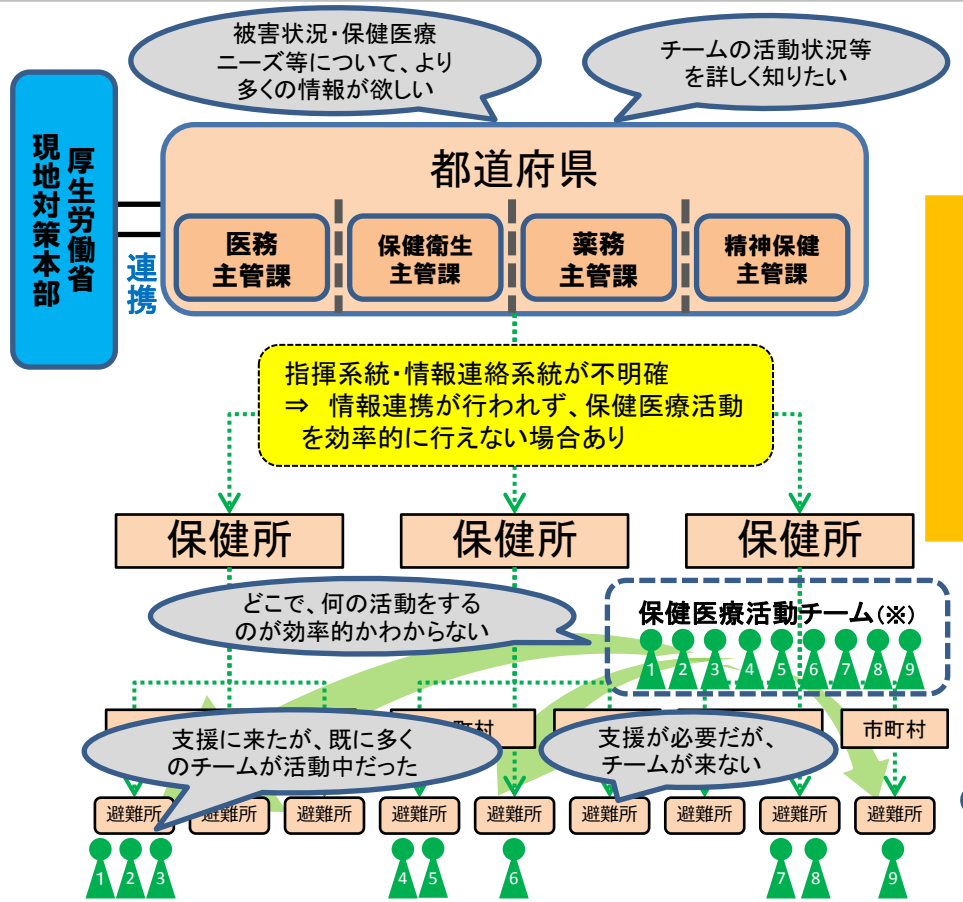 被害状況・保健医療
ニーズ等について、より
多くの情報が欲しい
チームの活動状況等
を詳しく知りたい
厚生労働省
現地対策本部
連携
都道府県
医務
主管課
保健衛生
主管課
薬務
主管課
精神保健
主管課
指揮系統・情報連絡系統が不明確
⇒ 情報連携が行われず、保健医療活動
を効率的に行えない場合あり
保健所
保健所
保健所
どこで、何の活動をする
のが効率的かわからない
保健医療活動チーム(※)
1 2 3 4 5 6 7 8 9
町村
市町村
支援に来たが、既に多く
のチームが活動中だった
支援が必要だが、
チームが来ない
避難所 避難所 避難所 避難所 避難所 避難所 避難所 避難所 避難所
1 2 3 4 5 6 7 8 9